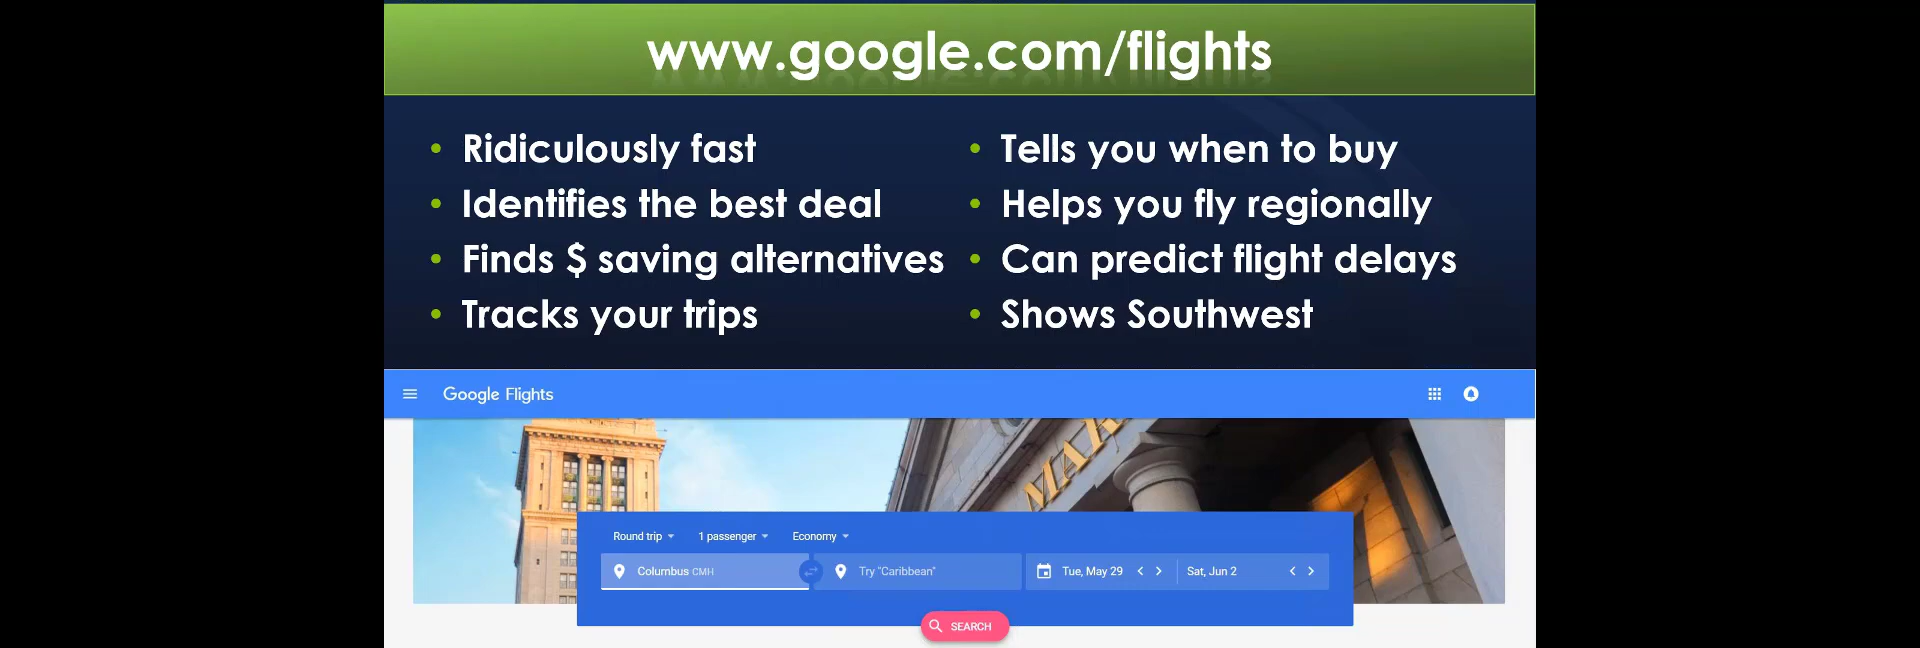 www.google.com/flights
• Ridiculously fast
• Identifies the best deal
• Finds $ saving alternatives
• Tracks your trips
• Tells you when to buy
• Helps you fly regionally
• Can predict flight delays
• Shows Southwest
Google Flights
Round trip 1 passenger Economy
Columbus CMH Try "Caribbean" Tue, May 29 Sat, Jun 2
SEARCH